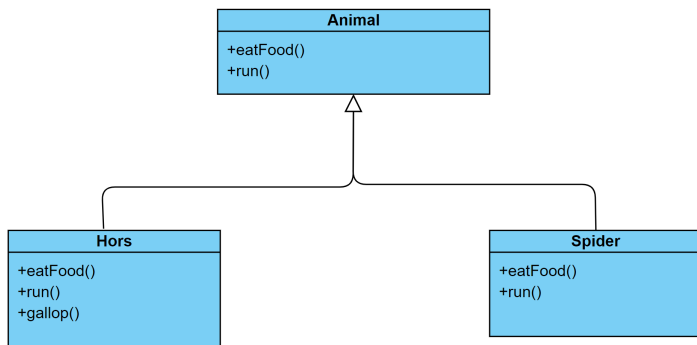 Animal
+eatFood()
+run()
Hors
+eatFood()
+run()
+gallop()
Spider
+eatFood()
+run()